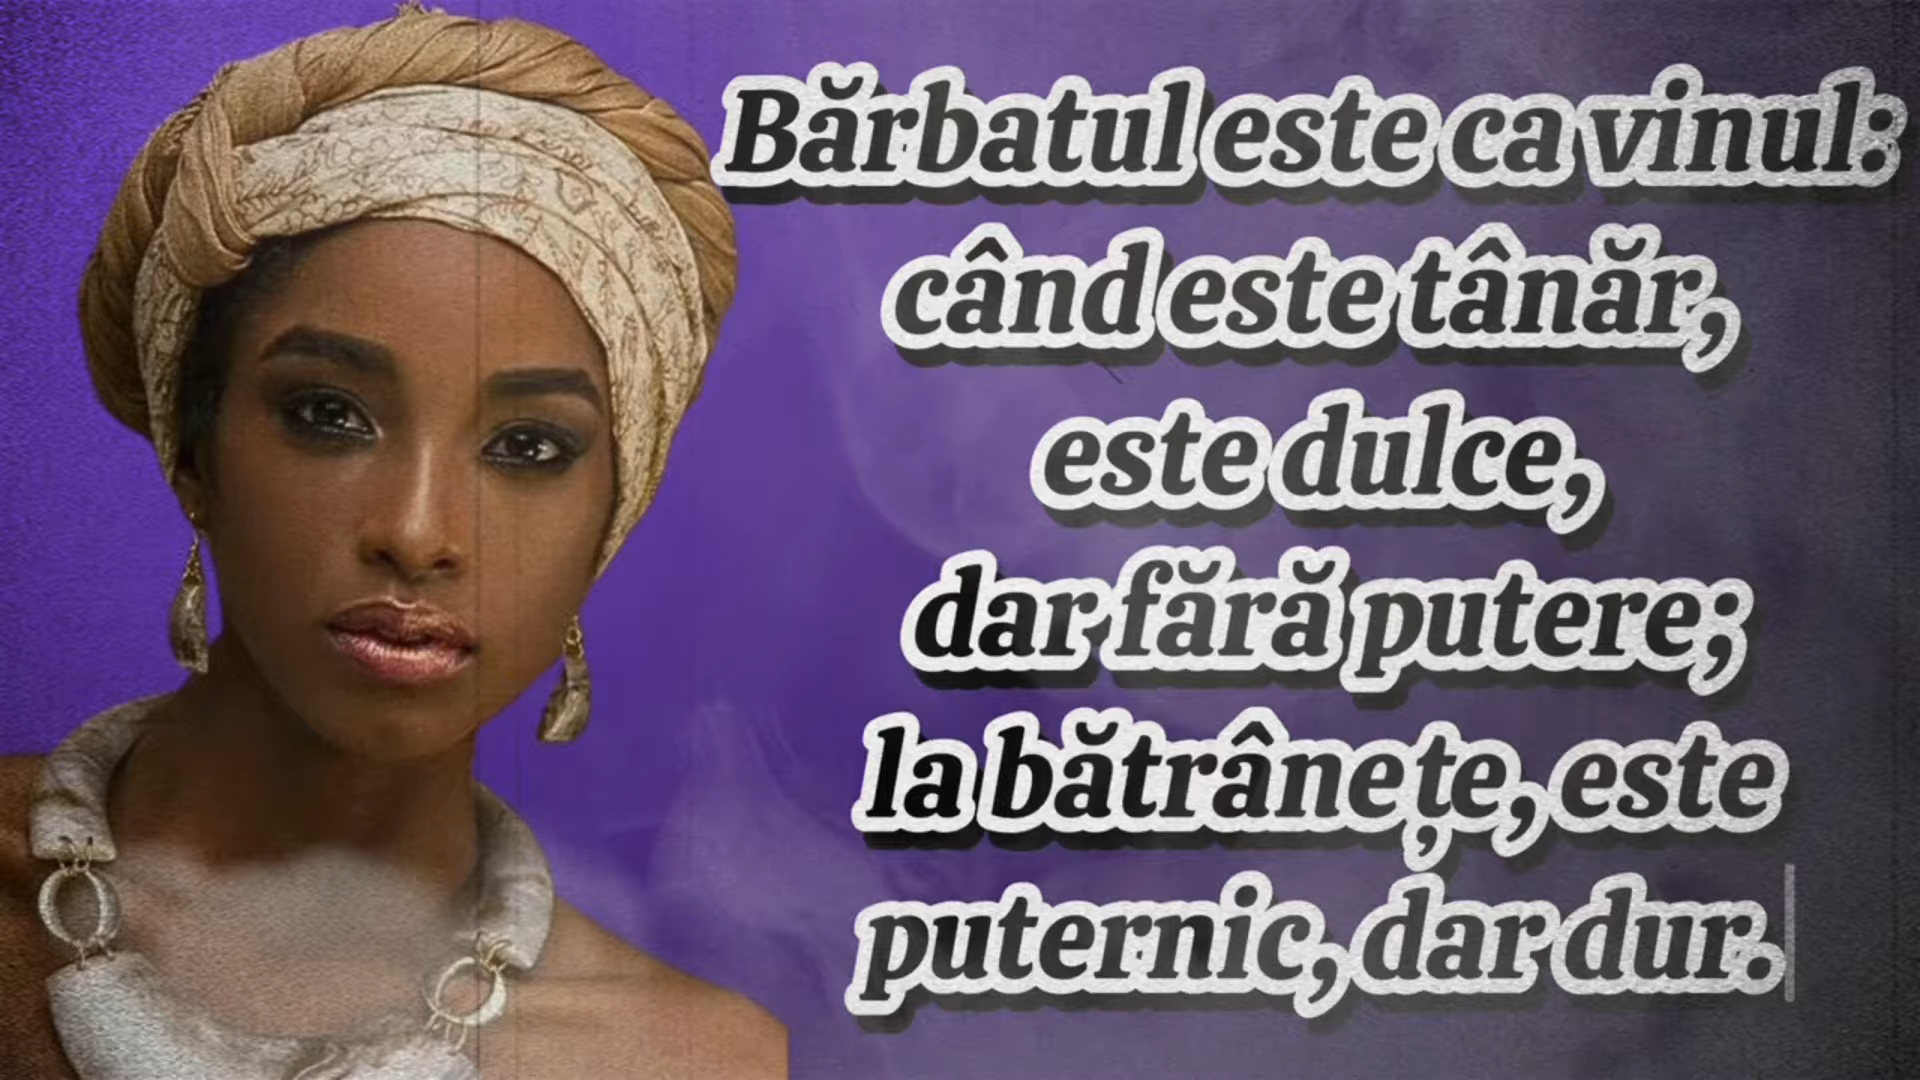 Bărbatul este ca vinul:
când este tânăr,
este dulce,
dar fără putere;
la bătrânețe, este
puternic, dar dur.